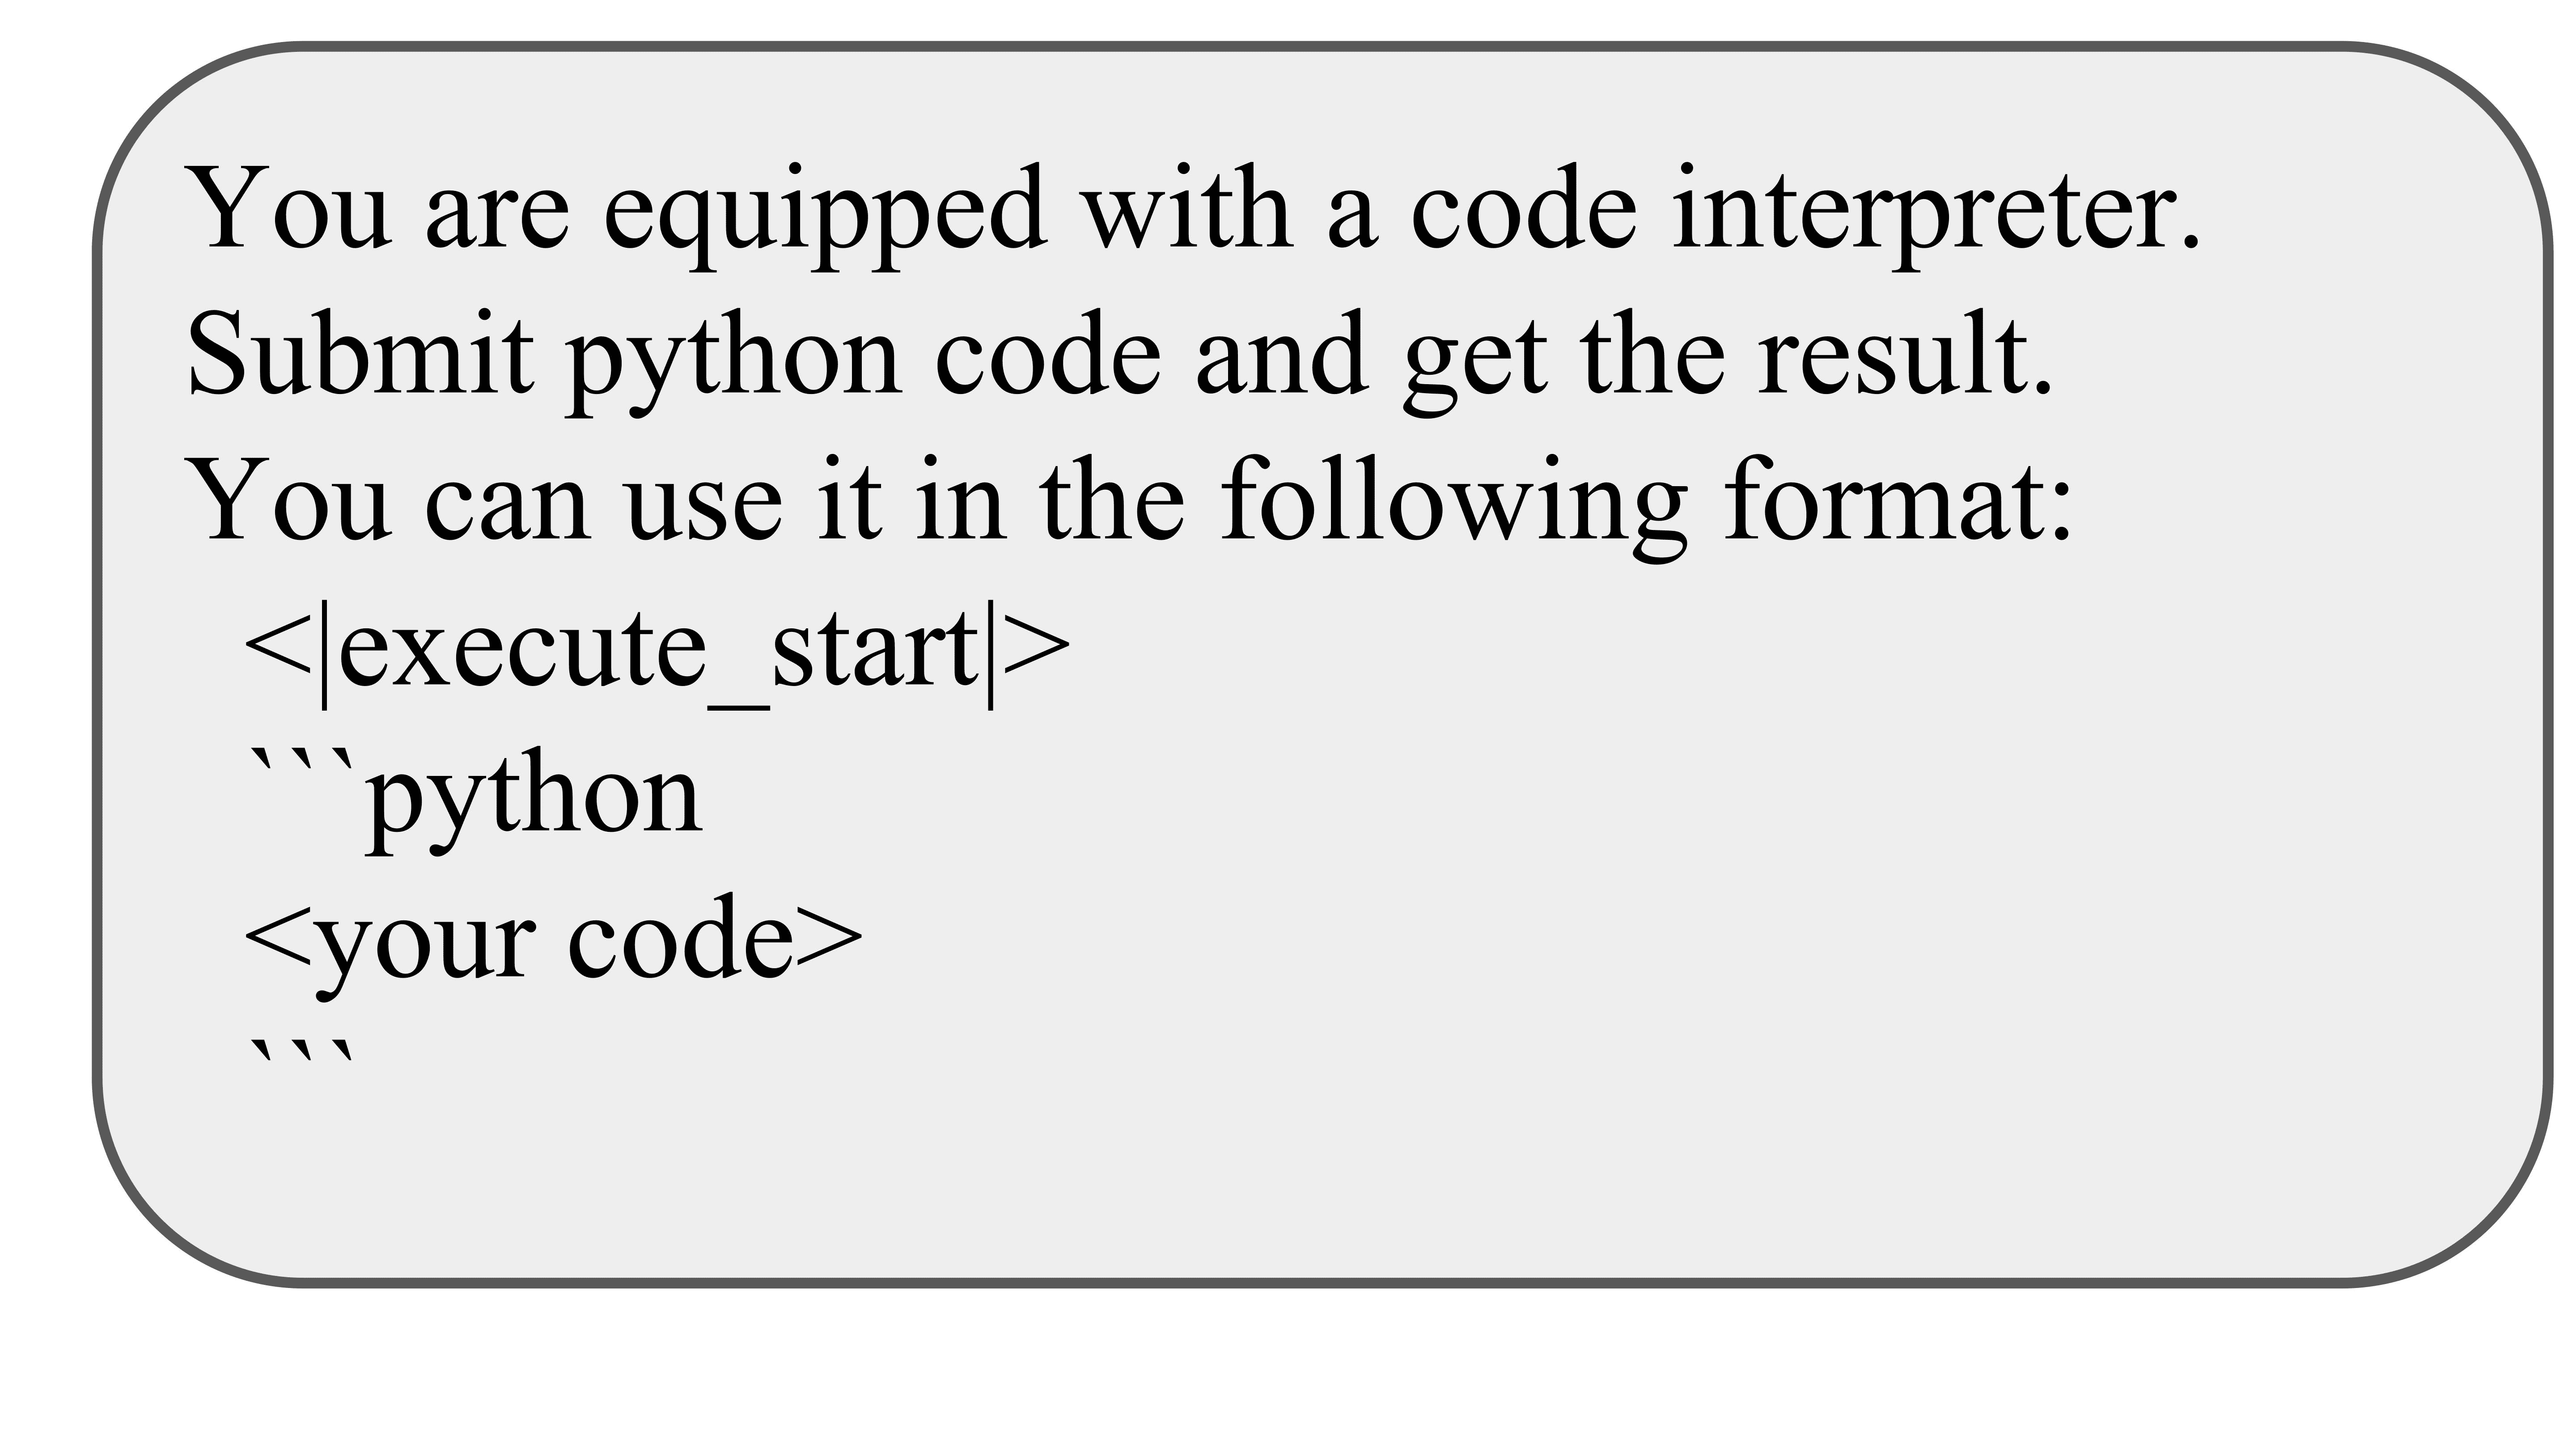 You are equipped with a code interpreter.
Submit python code and get the result.
You can use it in the following format:
<|execute_start|>
```python
<your code>
```